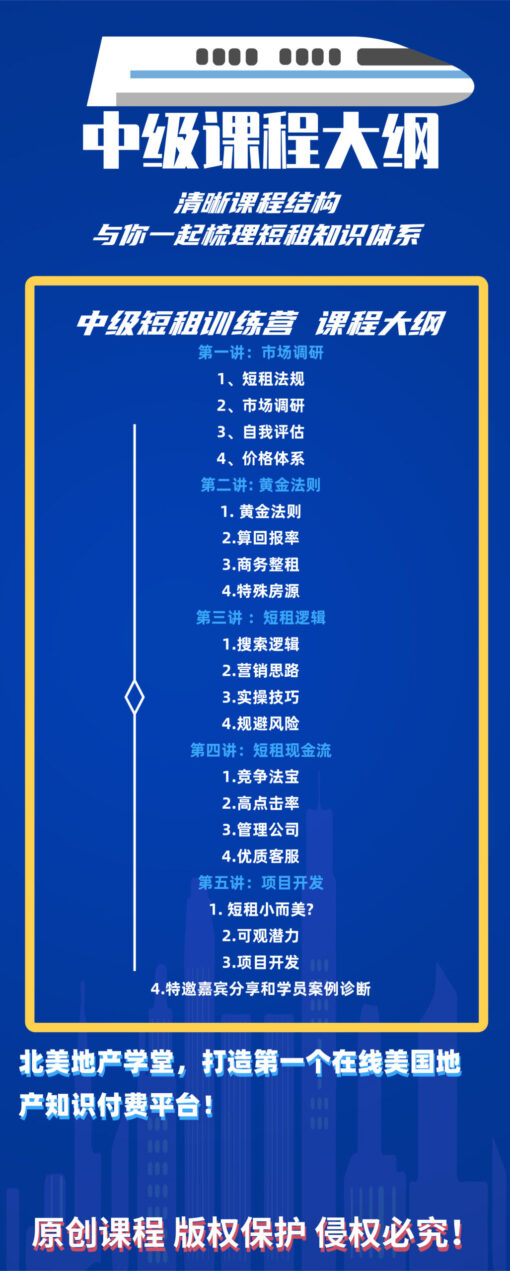 中级课程大纲
清晰课程结构
与你一起梳理短租知识体系
中级短租训练营 课程大纲
第一讲：市场调研
1、短租法规
2、市场调研
3、自我评估
4、价格体系
第二讲：黄金法则
1. 黄金法则
2.算回报率
3.商务整租
4.特殊房源
第三讲 ：短租逻辑
1.搜索逻辑
2.营销思路
3.实操技巧
4.规避风险
第四讲：短租现金流
1.竞争法宝
2.高点击率
3.管理公司
4.优质客服
第五讲：项目开发
1. 短租小而美?
2.可观潜力
3.项目开发
4.特邀嘉宾分享和学员案例诊断
北美地产学堂，打造第一个在线美国地
产知识付费平台！
原创课程 版权保护 侵权必究！